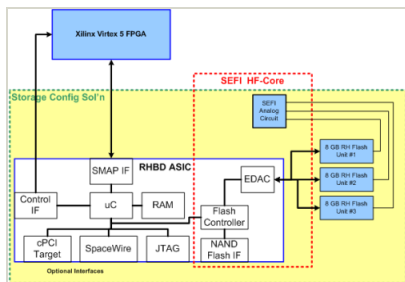 Xilinx Virtex 5 FPGA
SEFI HF-Core
Storage Config Sol'n
SEFI
Analog
Circuit
8 GB RH Flash
Unit #1
8 GB RH Flash
Unit #2
8 GB RH Flash
Unit #3
SMAP IF
RHBD ASIC
EDAC
Control
IF
uC
RAM
Flash
Controller
cPCI
Target
SpaceWire
JTAG
NAND
Flash IF
Optional Interfaces